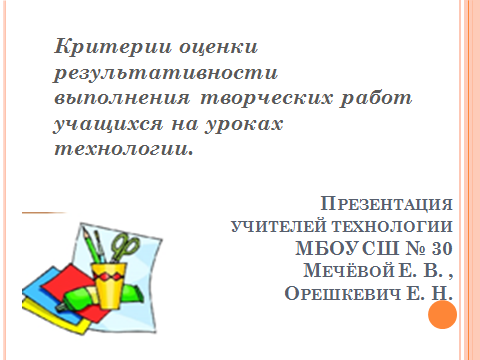 Критерии оценки
результативности
выполнения творческих работ
учащихся на уроках
технологии.
Презентация
учителей технологии
МБОУ СШ № 30
Мечёвой Е. В. ,
Орешкевич Е. Н.